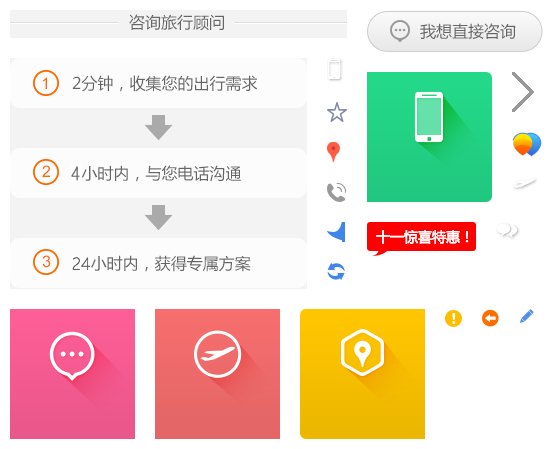 咨询旅行顾问
我想直接咨询
1 2分钟，收集您的出行需求
2 4小时内，与您电话沟通
3 24小时内，获得专属方案
十一惊喜特惠！